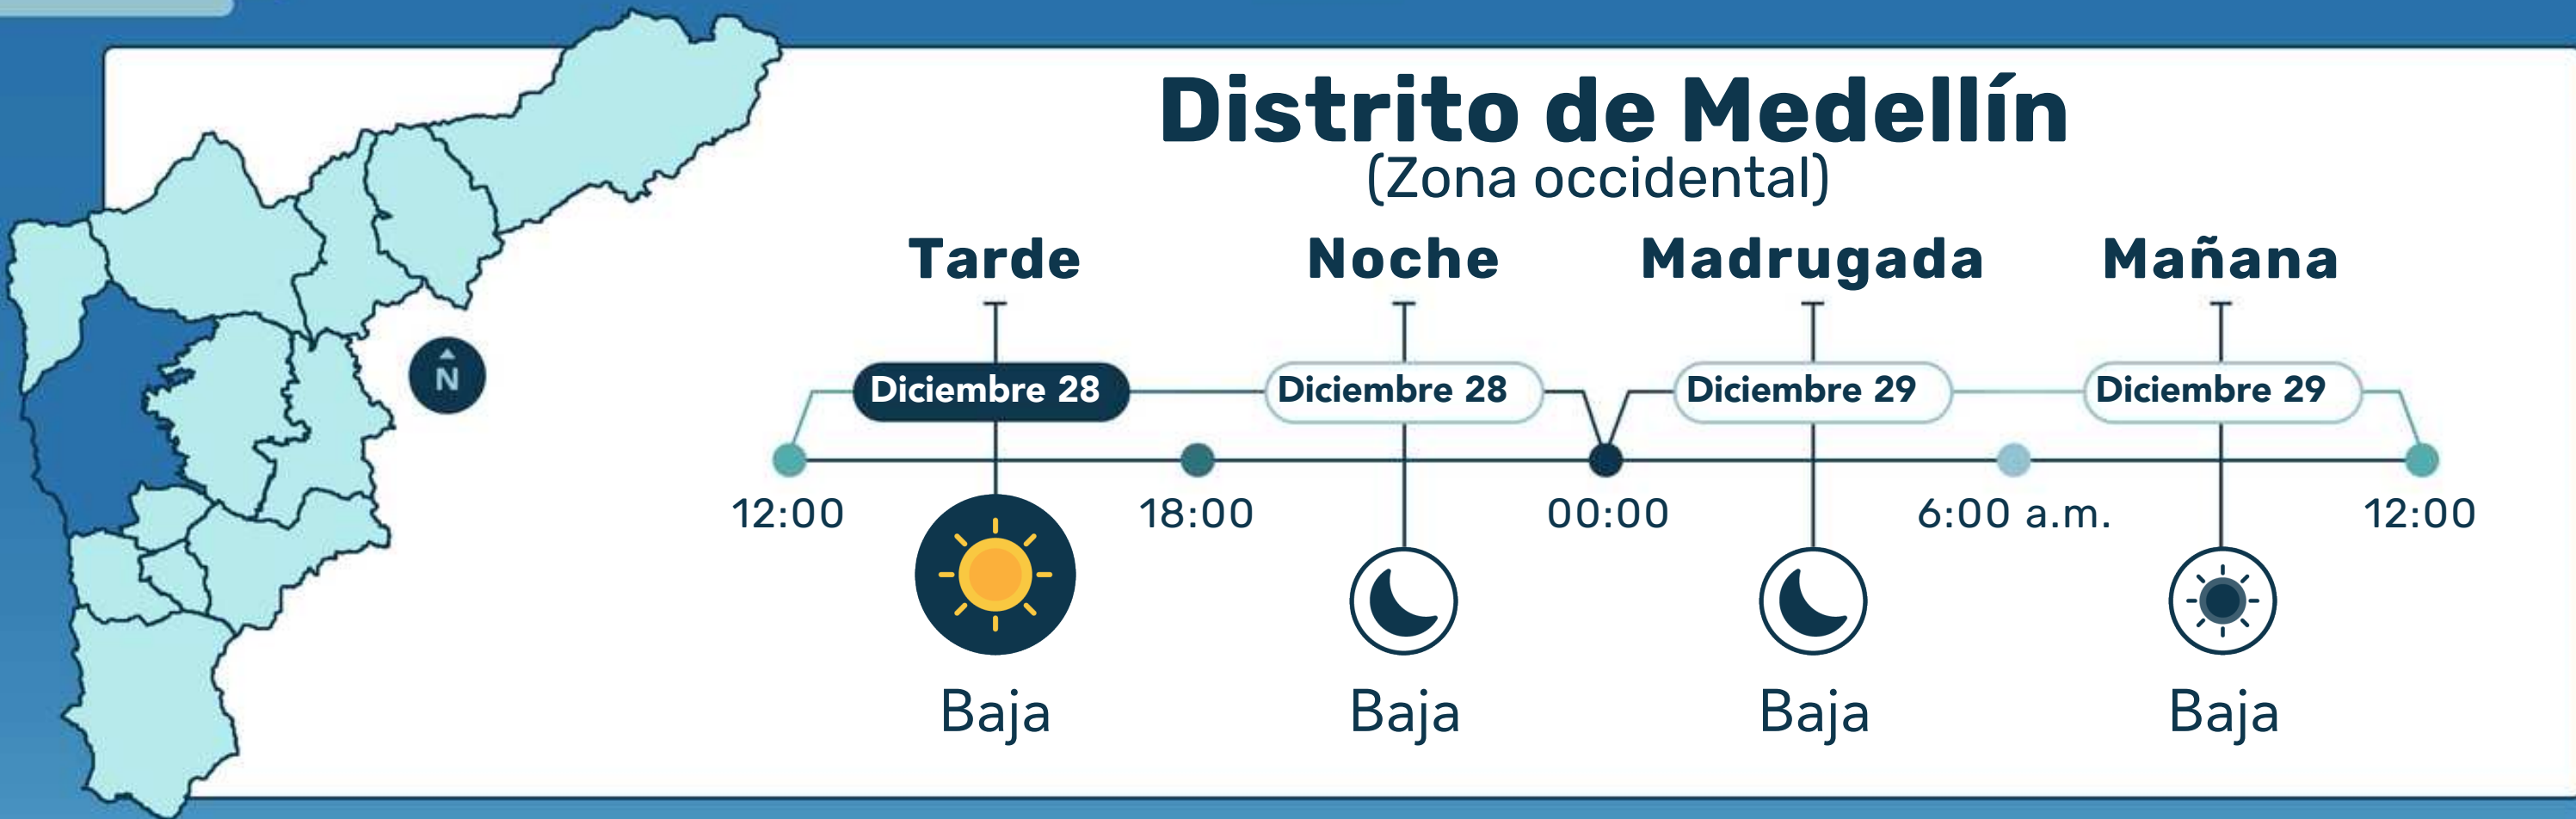 Distrito de Medellín
(Zona occidental)
Tarde Noche Madrugada Mañana
Diciembre 28 Diciembre 28 Diciembre 29 Diciembre 29
N
12:00 18:00 00:00 6:00 a.m. 12:00
Baja Baja Baja Baja